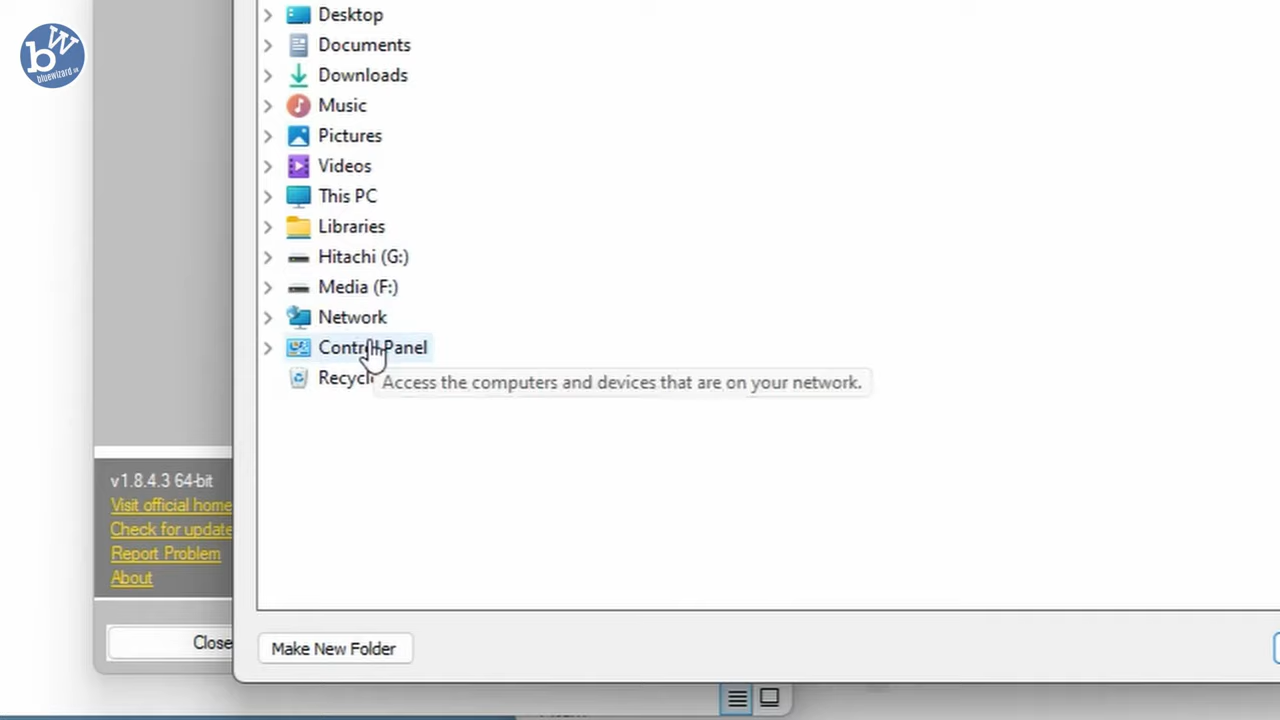 bw
bluewizard
Desktop
Documents
Downloads
Music
Pictures
Videos
This PC
Libraries
Hitachi (G:)
Media (F:)
Network
Control Panel
Recycl
Access the computers and devices that are on your network.
v1.8.4.3 64-bit
Visit official home
Check for update
Report Problem
About
Close
Make New Folder